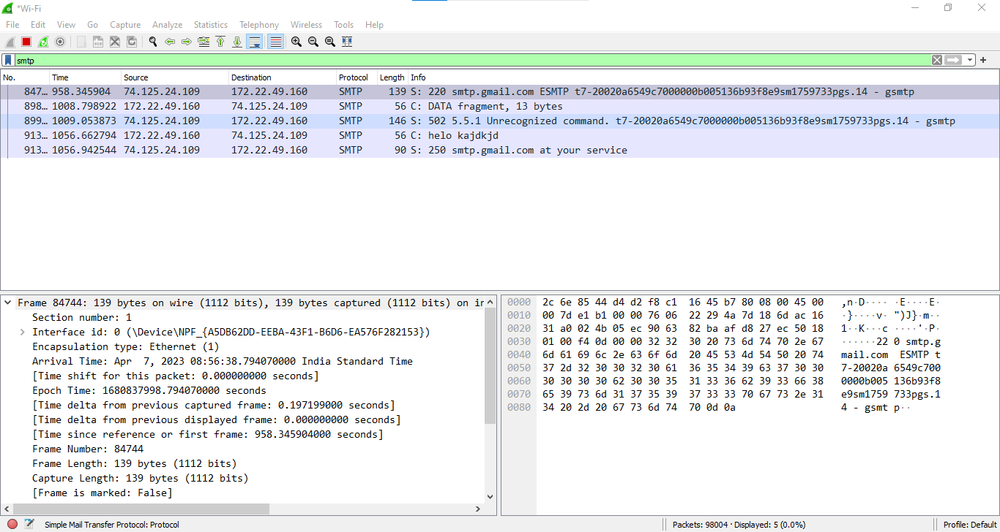 *Wi-Fi
File Edit View Go Capture Analyze Statistics Telephony Wireless Tools Help
smtp
No. Time Source Destination Protocol Length Info
847… 958.345904 74.125.24.109 172.22.49.160 SMTP 139 S: 220 smtp.gmail.com ESMTP t7-20020a6549c7000000b005136b93f8e9sm1759733pgs.14 - gsmtp
898… 1008.798922 172.22.49.160 74.125.24.109 SMTP 56 C: DATA fragment, 13 bytes
899… 1009.053873 74.125.24.109 172.22.49.160 SMTP 146 S: 502 5.5.1 Unrecognized command. t7-20020a6549c7000000b005136b93f8e9sm1759733pgs.14 - gsmtp
913… 1056.662794 172.22.49.160 74.125.24.109 SMTP 56 C: helo kajdkjd
913… 1056.942544 74.125.24.109 172.22.49.160 SMTP 90 S: 250 smtp.gmail.com at your service
Frame 84744: 139 bytes on wire (1112 bits), 139 bytes captured (1112 bits) on
Section number: 1
Interface id: 0 (\Device\NPF_{A5DB62DD-EEBA-43F1-B6D6-EA576F282153})
Encapsulation type: Ethernet (1)
Arrival Time: Apr  7, 2023 08:56:38.794070000 India Standard Time
[Time shift for this packet: 0.000000000 seconds]
Epoch Time: 1680837998.794070000 seconds
[Time delta from previous captured frame: 0.197199000 seconds]
[Time delta from previous displayed frame: 0.000000000 seconds]
[Time since reference or first frame: 958.345904000 seconds]
Frame Number: 84744
Frame Length: 139 bytes (1112 bits)
Capture Length: 139 bytes (1112 bits)
[Frame is marked: False]
0000 2c 6e 85 44 d4 d2 f8 c1 16 45 b7 80 08 00 45 00 ,n·D·····E····E·
0010 00 7d e1 b1 00 00 76 06 22 29 4a 7d 18 6d ac 16 ·}····v·")J}·m··
0020 31 a0 02 4b 05 ec 90 63 82 ba af d8 27 ec 50 18 1··K···c····'·P·
0030 01 00 f4 0d 00 00 32 32 30 20 73 6d 74 70 2e 67 ······220 smtp.g
0040 6d 61 69 6c 2e 63 6f 6d 20 45 53 4d 54 50 20 74 mail.com ESMTP t
0050 37 2d 32 30 30 32 30 61 36 35 34 39 63 37 30 30 7-20020a6549c700
0060 30 30 30 30 62 30 30 35 31 33 36 62 39 33 66 38 0000b005136b93f8
0070 65 39 73 6d 31 37 35 39 37 33 33 70 67 73 2e 31 e9sm1759733pgs.1
0080 34 20 2d 20 67 73 6d 74 70 0d 0a 4 - gsmtp··
Simple Mail Transfer Protocol: Protocol
Packets: 98004 · Displayed: 5 (0.0%)
Profile: Default